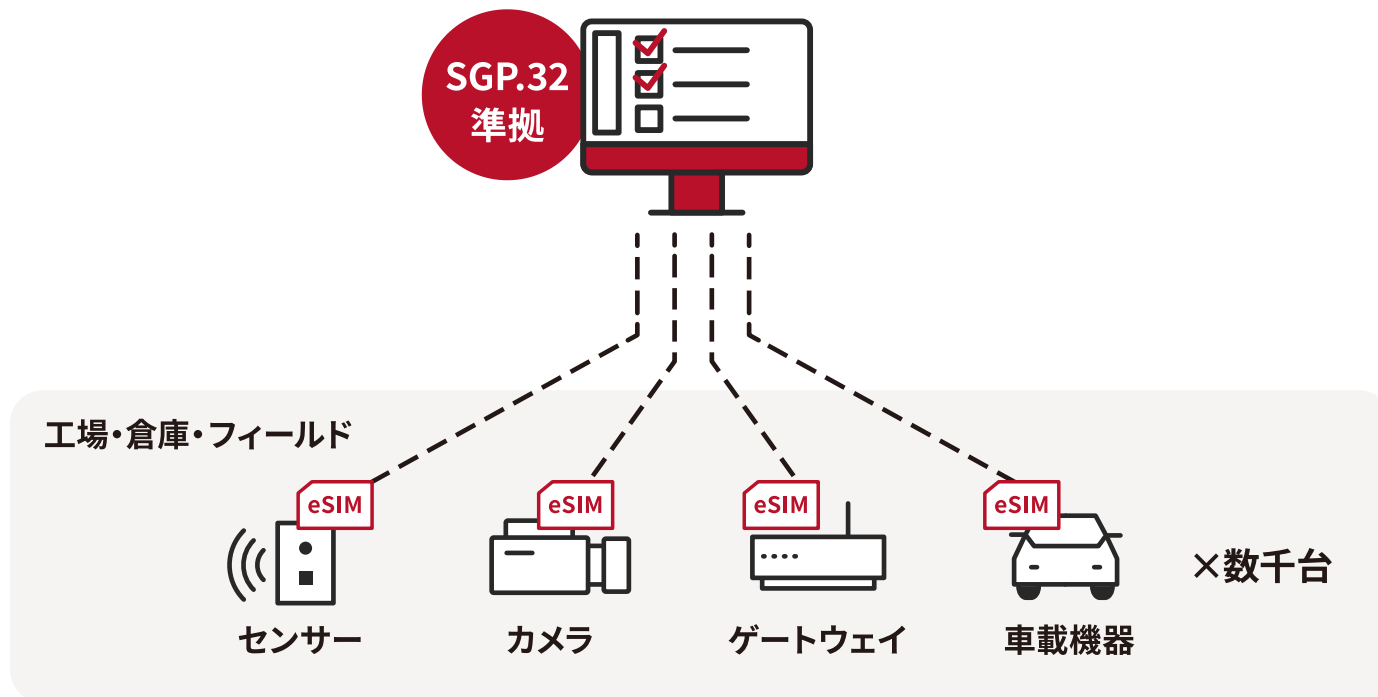 SGP.32
準拠
工場・倉庫・フィールド
eSIM
eSIM
eSIM
eSIM
×数千台
センサー
カメラ
ゲートウェイ
車載機器